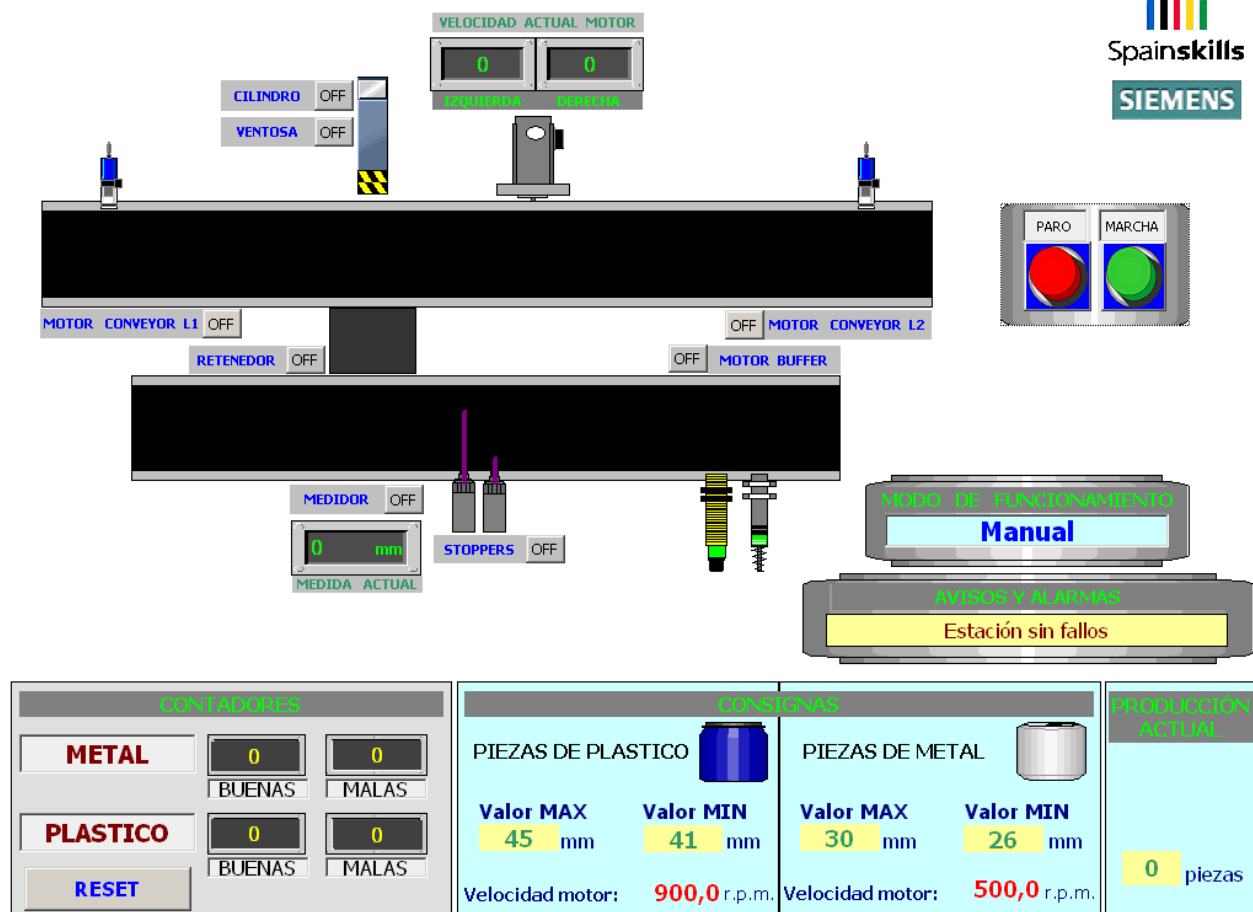 VELOCIDAD ACTUAL MOTOR
0 0
IZQUIERDA DERECHA
Spainskills
SIEMENS
CILINDRO OFF
VENTOSA OFF
PARO MARCHA
MOTOR CONVEYOR L1 OFF
OFF MOTOR CONVEYOR L2
RETENEDOR OFF
OFF MOTOR BUFFER
MEDIDOR OFF
0 mm
MEDIDA ACTUAL
STOPPERS OFF
MODO DE FUNCIONAMIENTO
Manual
AVISOS Y ALARMAS
Estación sin fallos
CONTADORES
METAL 0 0
BUENAS MALAS
PLASTICO 0 0
BUENAS MALAS
RESET
CONSIGNAS
PIEZAS DE PLASTICO
Valor MAX Valor MIN
45 mm 41 mm
Velocidad motor: 900,0 r.p.m.
PIEZAS DE METAL
Valor MAX Valor MIN
30 mm 26 mm
Velocidad motor: 500,0 r.p.m.
PRODUCCIÓN
ACTUAL
0 piezas